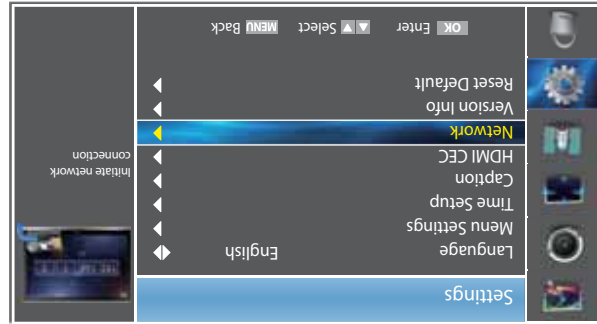 Settings
Language English
Menu Settings
Time Setup
Caption
HDMI CEC
Network
Version Info
Reset Default
OK Enter Select MENU Back
Initiate network
connection